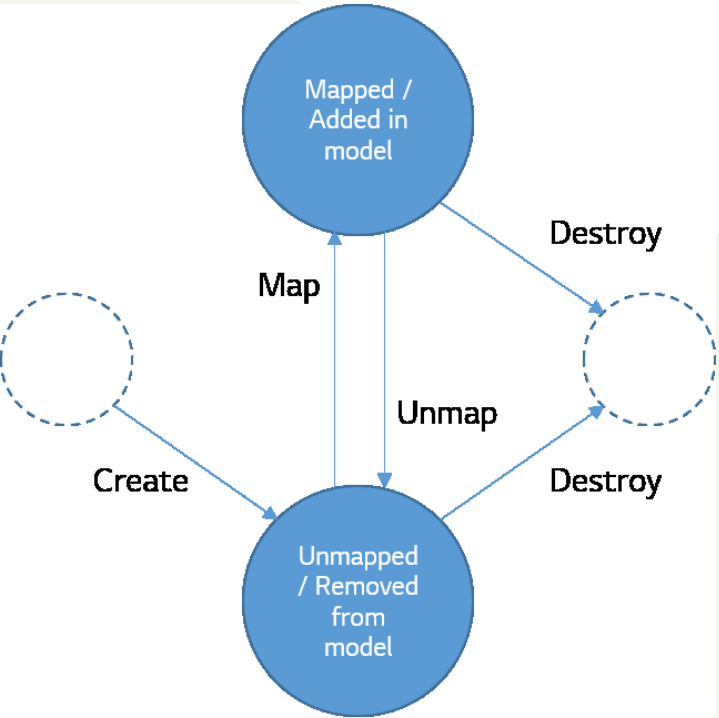 Mapped /
Added in
model
Destroy
Map
Unmap
Create
Destroy
Unmapped
/ Removed
from
model